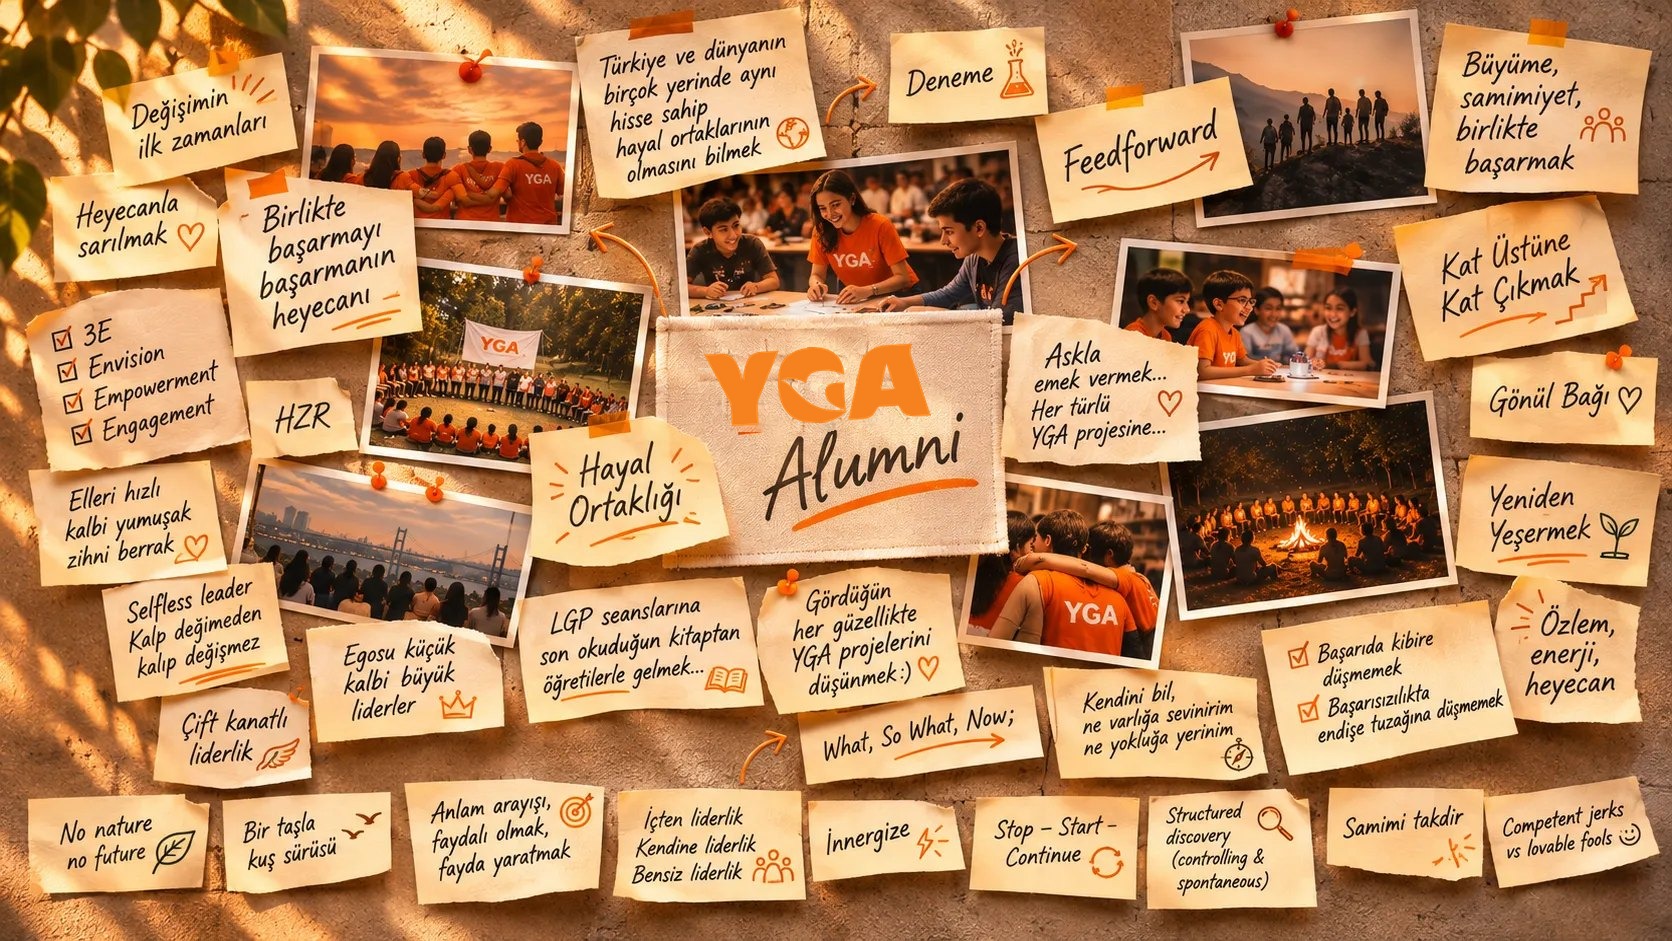 Değişimin
ilk zamanları
Türkiye ve dünyanın
birçok yerinde aynı
hisse sahip
hayal ortaklarının
olmasını bilmek
Deneme
Feedforward
Büyüme,
samimiyet,
birlikte
başarmak
Heyecanla
sarılmak
Birlikte
başarmayı
başarmanın
heyecanı
YGA
YGA
Kat Üstüne
Kat Çıkmak
3E
Envision
Empowerment
Engagement
HZR
YGA
YGA
Alumni
Askla
emek vermek...
Her türlü
YGA projesine...
YG
Gönül Bağı
Elleri hızlı
kalbi yumuşak
zihni berrak
Hayal
Ortaklığı
Yeniden
Yeşermek
Selfless leader
Kalp değimeden
kalıp değişmez
Egosu küçük
kalbi büyük
liderler
LGP seanslarına
son okuduğun kitaptan
öğretilerle gelmek...
Gördüğün
her güzellikte
YGA projelerini
düşünmek:)
YGA
Başarıda kibire
düşmemek
Başarısızlıkta
endişe tuzağına düşmemek
Özlem,
enerji,
heyecan
Çift kanatlı
liderlik
What, So What, Now;
Kendini bil,
ne varlığa sevinirim
ne yokluğa yerinim
No nature
no future
Bir taşla
kuş sürüsü
Anlam arayışı,
faydalı olmak,
fayda yaratmak
İçten liderlik
Kendine liderlik
Bensiz liderlik
İnnergize
Stop – Start –
Continue
Structured
discovery
(controlling &
spontaneous)
Samimi takdir
Competent jerks
vs lovable fools